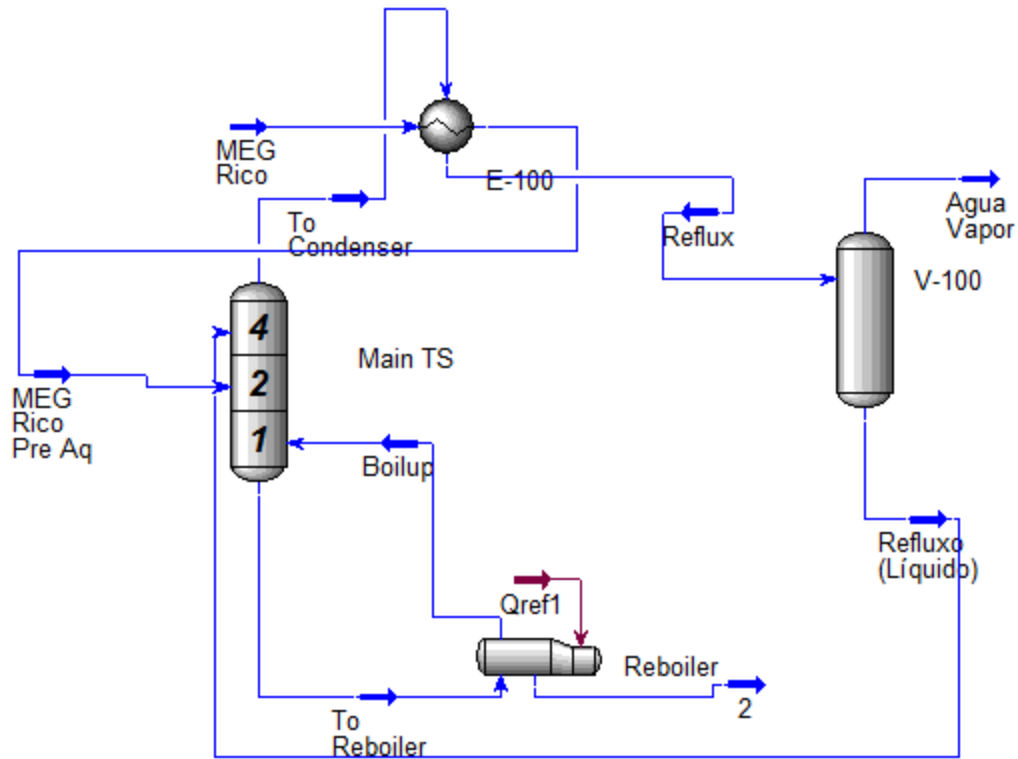 MEG
Rico
E-100
To
Condenser
Reflux
Agua
Vapor
V-100
4
2
1
Main TS
MEG
Rico
Pre Aq
Boilup
Refluxo
(Líquido)
Qref1
Reboiler
2
To
Reboiler